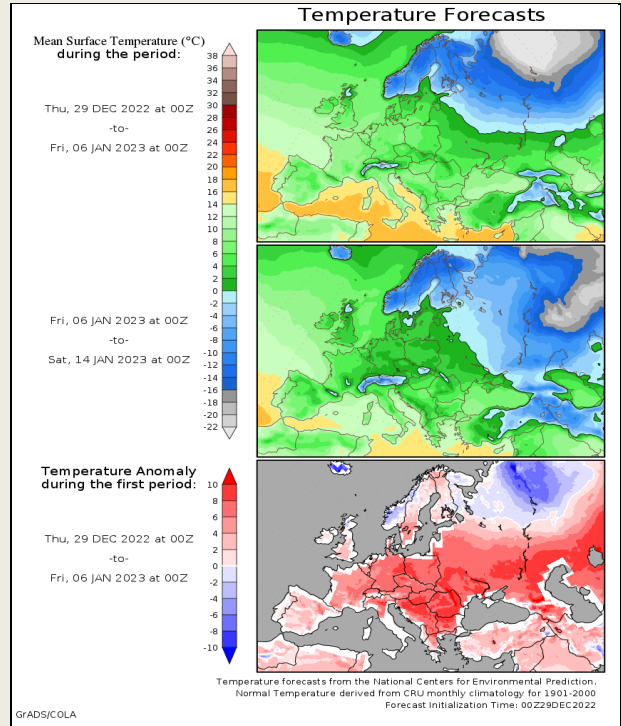 Temperature Forecasts
Mean Surface Temperature (°C)
during the period:
Thu, 29 DEC 2022 at 00Z
-to-
Fri, 06 JAN 2023 at 00Z
38
36
34
32
30
28
26
24
22
20
18
16
14
12
10
8
6
4
2
0
-2
-4
-6
-8
-10
-12
-14
-16
-18
-20
-22
Fri, 06 JAN 2023 at 00Z
-to-
Sat, 14 JAN 2023 at 00Z
Temperature Anomaly
during the first period:
Thu, 29 DEC 2022 at 00Z
-to-
Fri, 06 JAN 2023 at 00Z
10
8
6
4
2
0
-2
-4
-6
-8
-10
Temperature forecasts from the National Centers for Environmental Prediction.
Normal Temperature derived from CRU monthly climatology for 1901-2000
Forecast Initialization Time: 00Z29DEC2022
GrADS/COLA